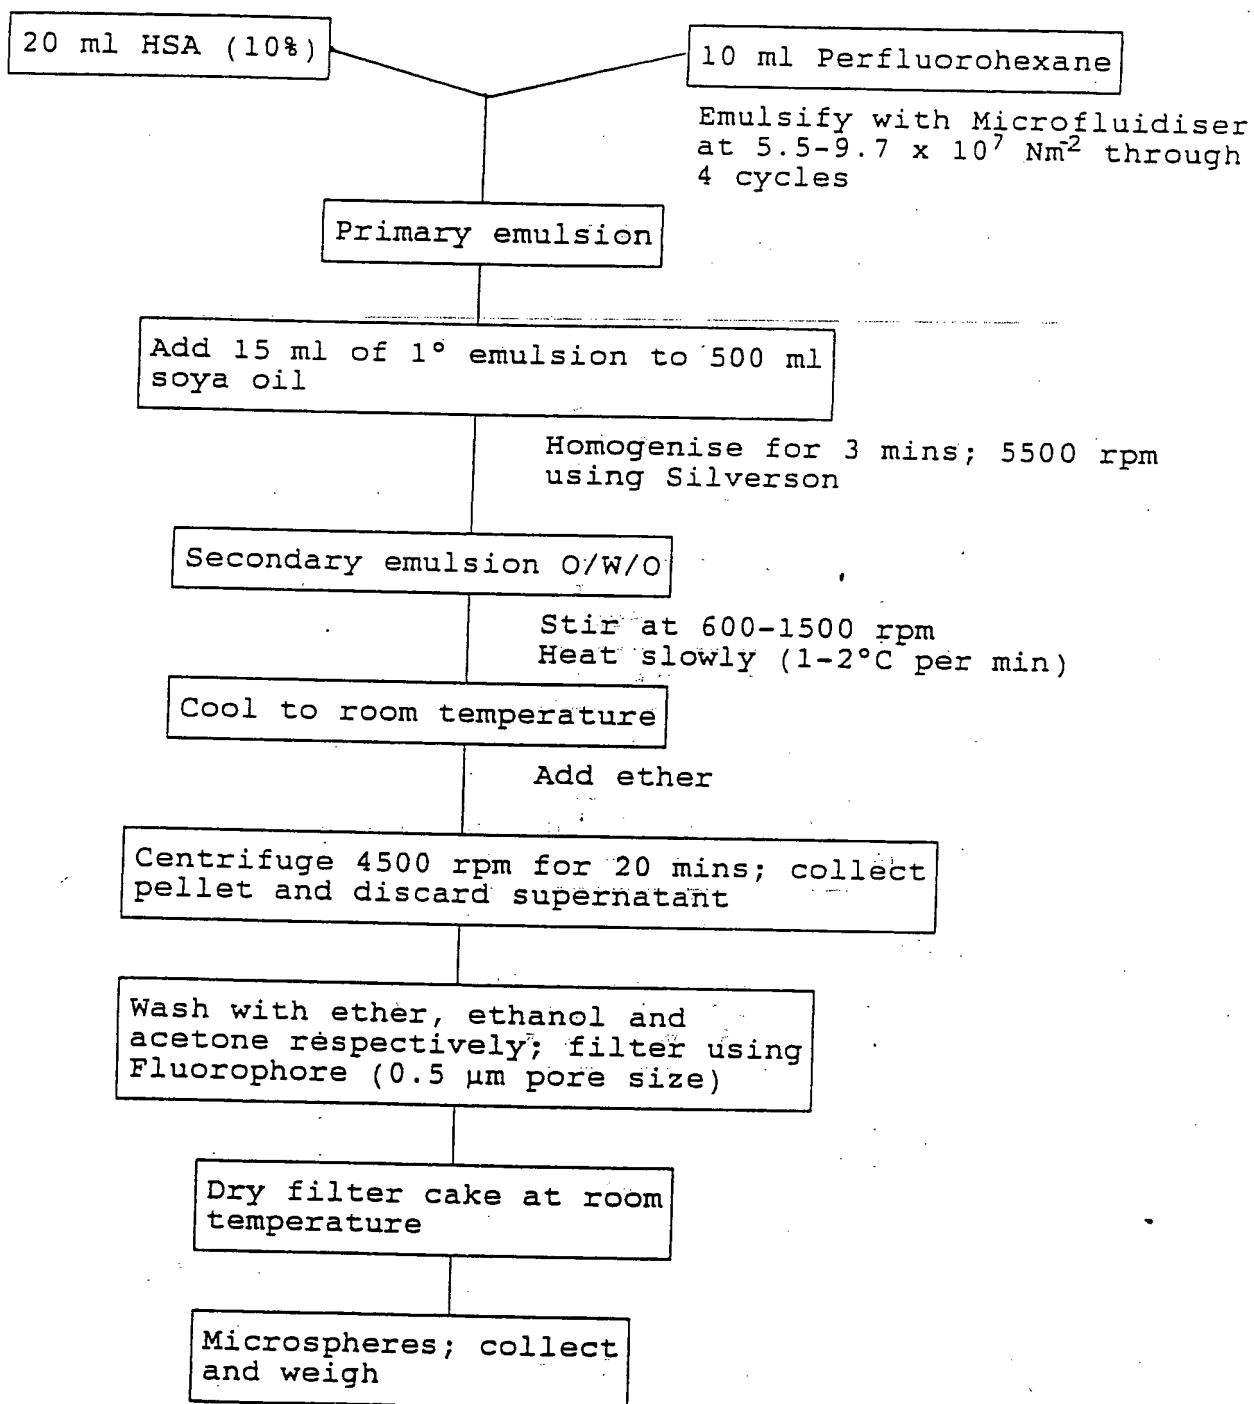 20 ml HSA (10%)
10 ml Perfluorohexane
Emulsify with Microfluidiser
at 5.5-9.7 x 10⁷ Nm⁻² through
4 cycles
Primary emulsion
Add 15 ml of 1° emulsion to 500 ml
soya oil
Homogenise for 3 mins; 5500 rpm
using Silverson
Secondary emulsion O/W/O
Stir at 600-1500 rpm
Heat slowly (1-2°C per min)
Cool to room temperature
Add ether
Centrifuge 4500 rpm for 20 mins; collect
pellet and discard supernatant
Wash with ether, ethanol and
acetone respectively; filter using
Fluorophore (0.5 µm pore size)
Dry filter cake at room
temperature
Microspheres; collect
and weigh